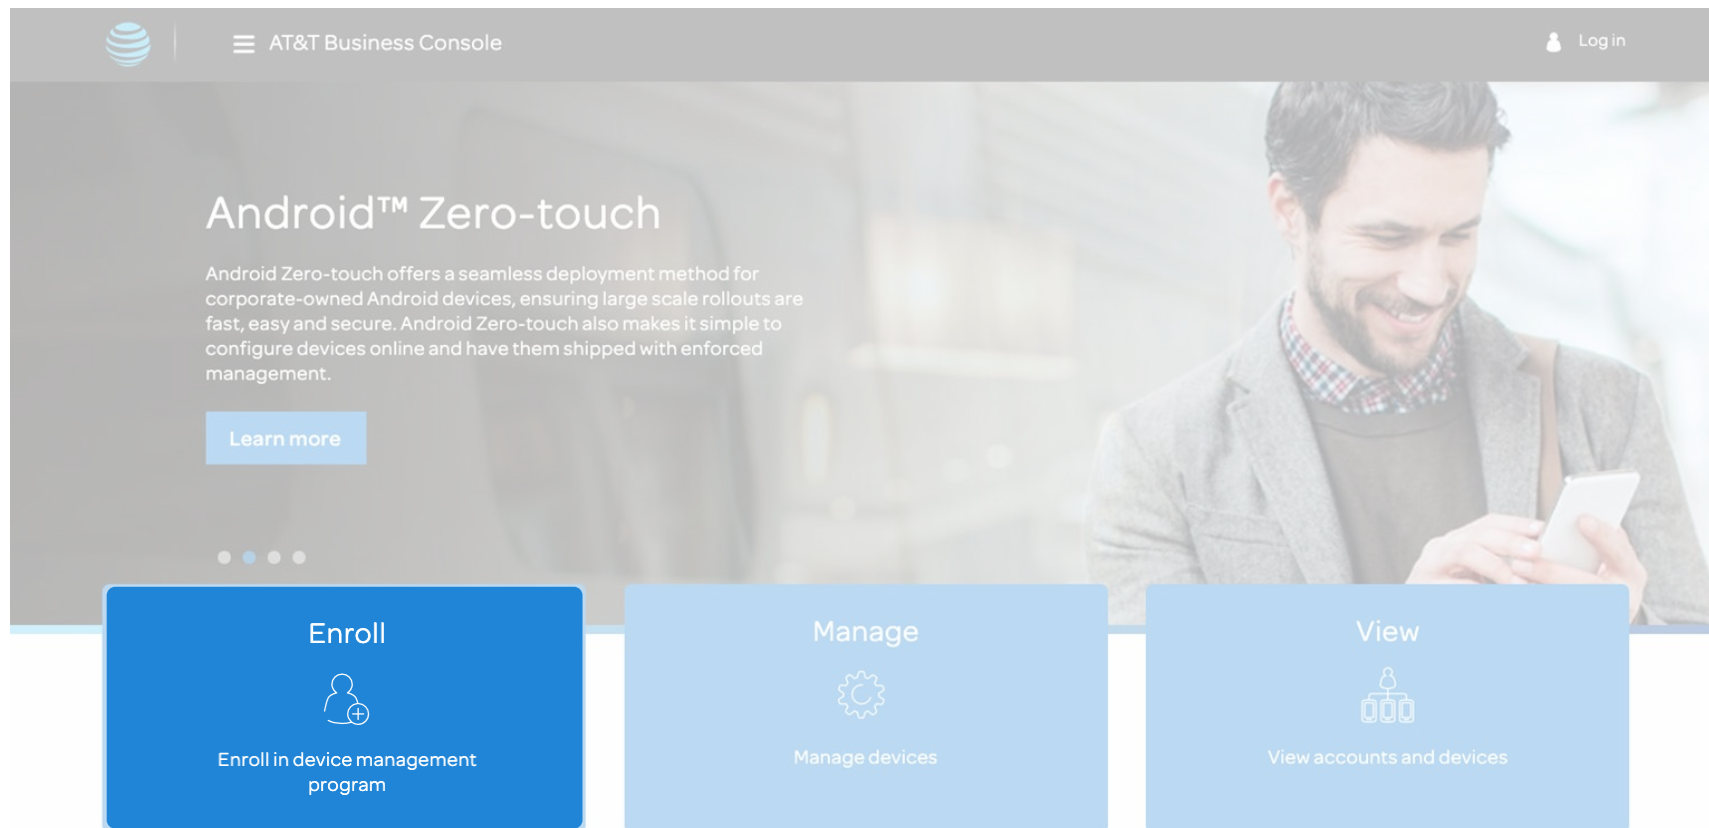 AT&T Business Console
Log in
Android™ Zero-touch
Android Zero-touch offers a seamless deployment method for
corporate-owned Android devices, ensuring large scale rollouts are
fast, easy and secure. Android Zero-touch also makes it simple to
configure devices online and have them shipped with enforced
management.
Learn more
Enroll
Enroll in device management
program
Manage
Manage devices
View
View accounts and devices